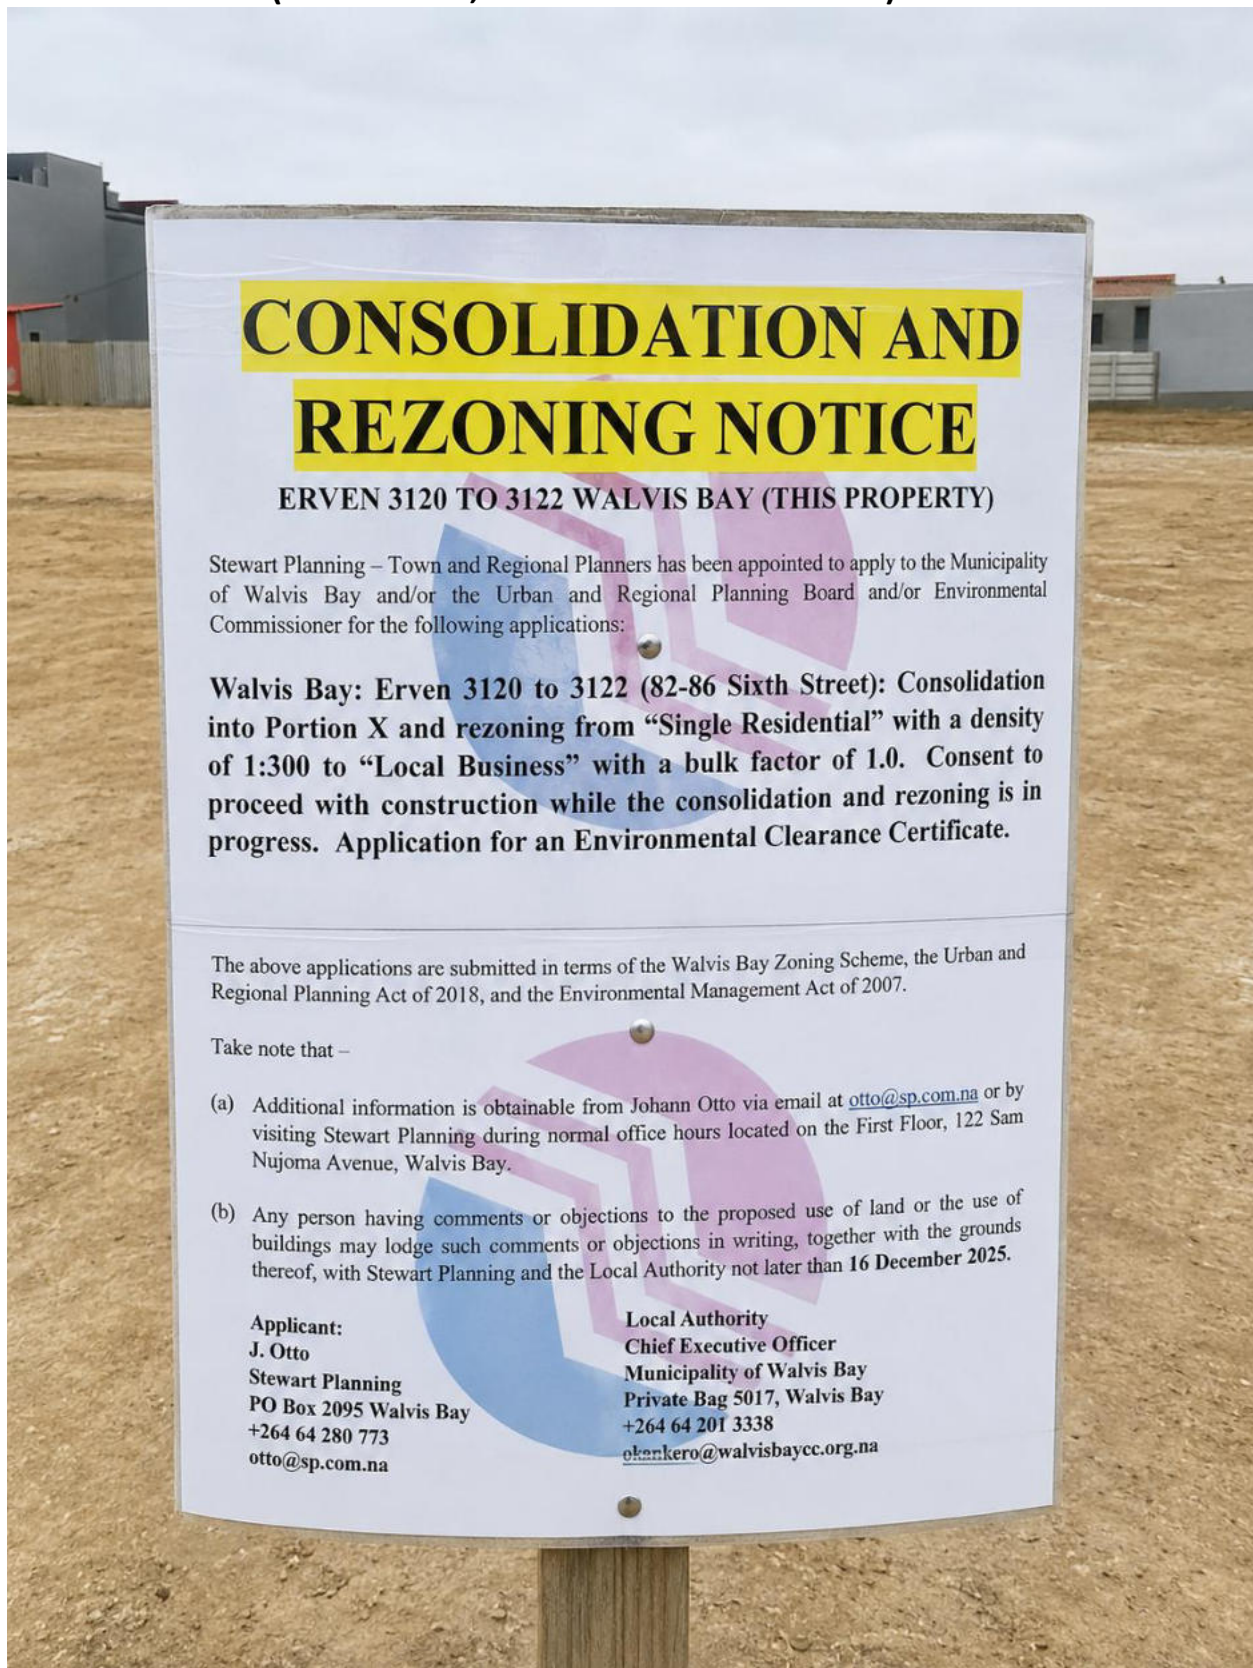 CONSOLIDATION AND
REZONING NOTICE
ERVEN 3120 TO 3122 WALVIS BAY (THIS PROPERTY)
Stewart Planning – Town and Regional Planners has been appointed to apply to the Municipality
of Walvis Bay and/or the Urban and Regional Planning Board and/or Environmental
Commissioner for the following applications:
Walvis Bay: Erven 3120 to 3122 (82-86 Sixth Street): Consolidation
into Portion X and rezoning from “Single Residential” with a density
of 1:300 to “Local Business” with a bulk factor of 1.0. Consent to
proceed with construction while the consolidation and rezoning is in
progress. Application for an Environmental Clearance Certificate.
The above applications are submitted in terms of the Walvis Bay Zoning Scheme, the Urban and
Regional Planning Act of 2018, and the Environmental Management Act of 2007.
Take note that –
(a) Additional information is obtainable from Johann Otto via email at otto@sp.com.na or by
visiting Stewart Planning during normal office hours located on the First Floor, 122 Sam
Nujoma Avenue, Walvis Bay.
(b) Any person having comments or objections to the proposed use of land or the use of
buildings may lodge such comments or objections in writing, together with the grounds
thereof, with Stewart Planning and the Local Authority not later than 16 December 2025.
Applicant:
J. Otto
Stewart Planning
PO Box 2095 Walvis Bay
+264 64 280 773
otto@sp.com.na
Local Authority
Chief Executive Officer
Municipality of Walvis Bay
Private Bag 5017, Walvis Bay
+264 64 201 3338